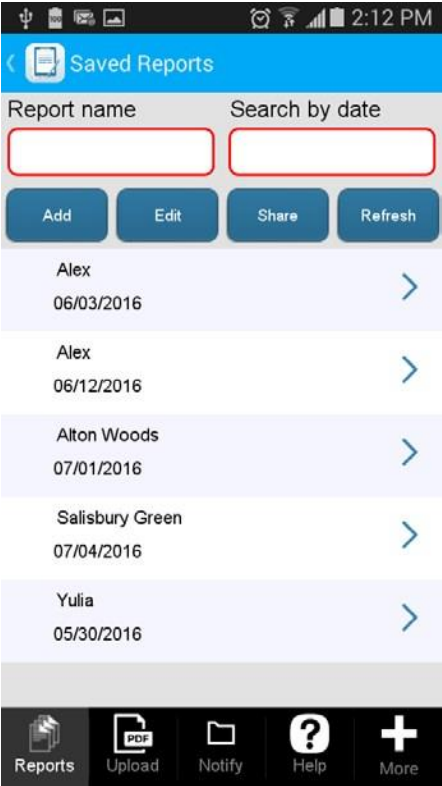 2:12 PM
Saved Reports
Report name Search by date
Add Edit Share Refresh
Alex
06/03/2016
Alex
06/12/2016
Alton Woods
07/01/2016
Salisbury Green
07/04/2016
Yulia
05/30/2016
PDF
Reports Upload Notify Help More